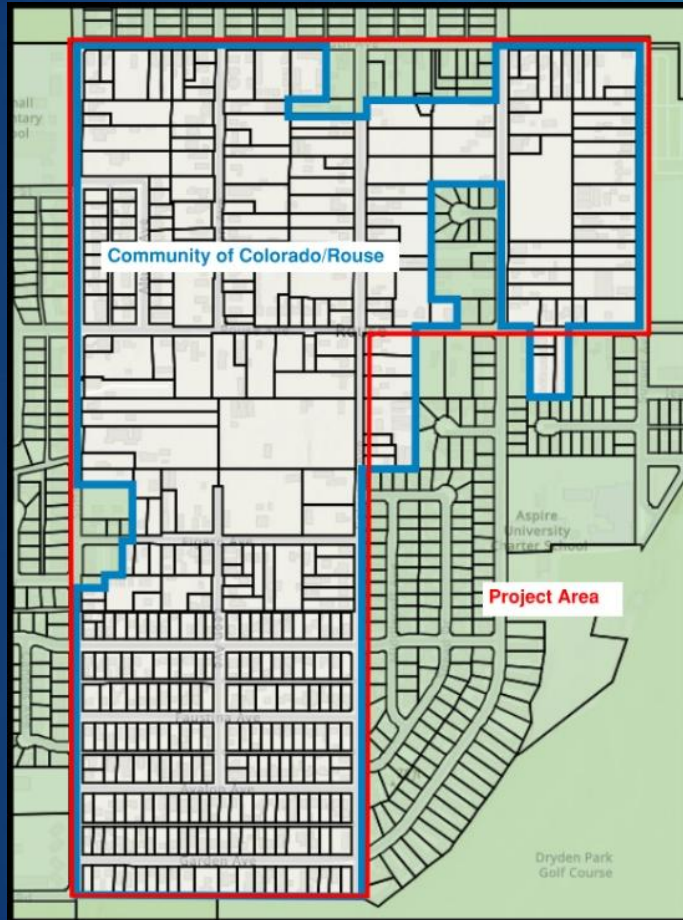 Community of Colorado/Rouse
Rouse
Aspire
University
Charter School
Project Area
Faustina Ave
Avalon Ave
Garden Ave
Dryden Park
Golf Course